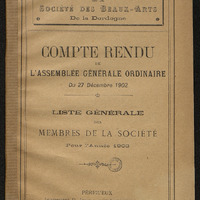 Société des Beaux-Arts
De la Dordogne
COMPTE RENDU
DE
L'ASSEMBLÉE GÉNÉRALE ORDINAIRE
Du 27 Décembre 1902
LISTE GÉNÉRALE
DES
MEMBRES DE LA SOCIÉTÉ
Pour l'Année 1903
PÉRIGUEUX